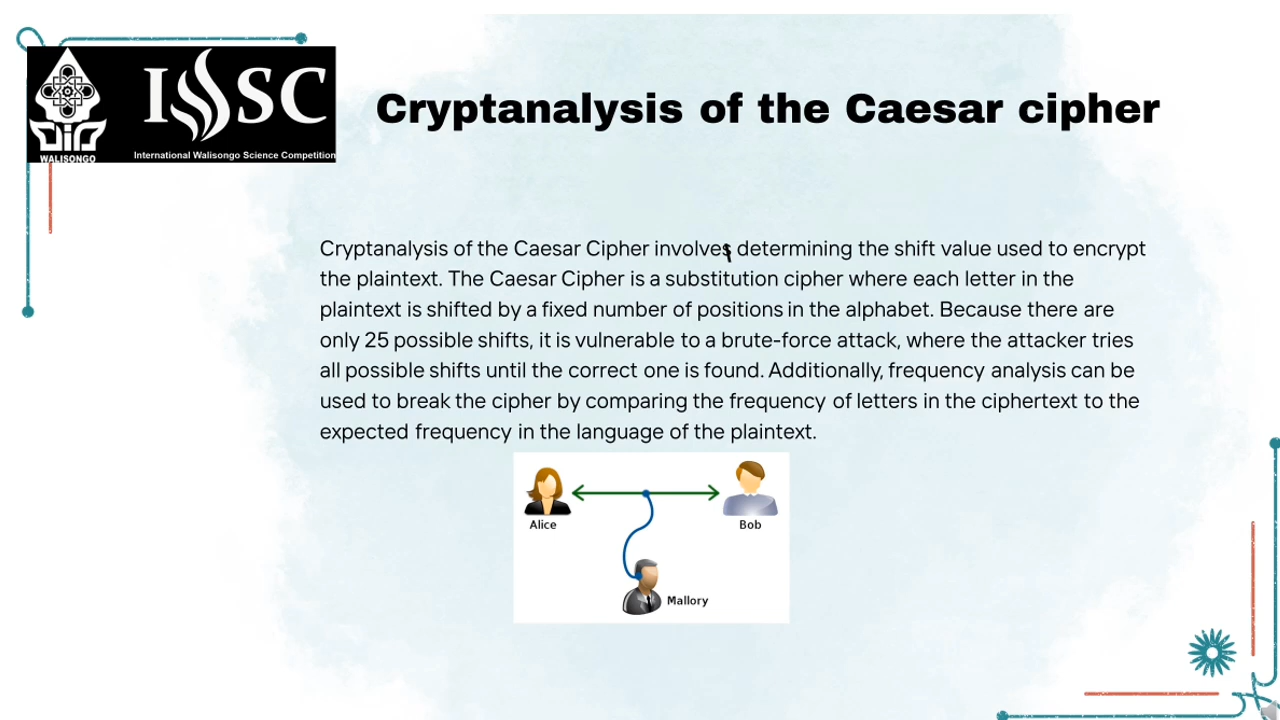 ISSC
WALISONGO
International Walisongo Science Competition
Cryptanalysis of the Caesar cipher
Cryptanalysis of the Caesar Cipher involves determining the shift value used to encrypt
the plaintext. The Caesar Cipher is a substitution cipher where each letter in the
plaintext is shifted by a fixed number of positions in the alphabet. Because there are
only 25 possible shifts, it is vulnerable to a brute-force attack, where the attacker tries
all possible shifts until the correct one is found. Additionally, frequency analysis can be
used to break the cipher by comparing the frequency of letters in the ciphertext to the
expected frequency in the language of the plaintext.
Alice
Bob
Mallory